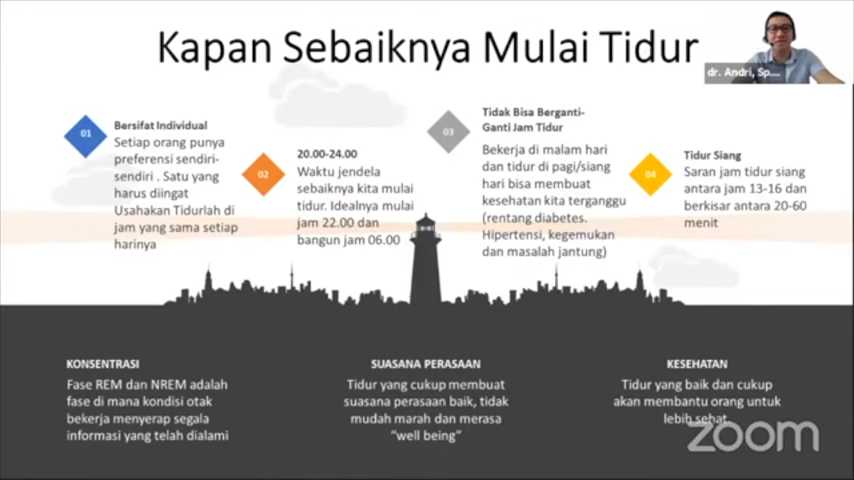 Kapan Sebaiknya Mulai Tidur
dr. Andri, Sp....
01
Bersifat Individual
Setiap orang punya
preferensi sendiri-
sendiri . Satu yang
harus diingat
Usahakan Tidurlah di
jam yang sama setiap
harinya
02
20.00-24.00
Waktu jendela
sebaiknya kita mulai
tidur. Idealnya mulai
jam 22.00 dan
bangun jam 06.00
03
Tidak Bisa Berganti-
Ganti Jam Tidur
Bekerja di malam hari
dan tidur di pagi/siang
hari bisa membuat
kesehatan kita terganggu
(rentang diabetes.
Hipertensi, kegemukan
dan masalah jantung)
04
Tidur Siang
Saran jam tidur siang
antara jam 13-16 dan
berkisar antara 20-60
menit
KONSENTRASI
Fase REM dan NREM adalah
fase di mana kondisi otak
bekerja menyerap segala
informasi yang telah dialami
SUASANA PERASAAN
Tidur yang cukup membuat
suasana perasaan baik, tidak
mudah marah dan merasa
"well being"
KESEHATAN
Tidur yang baik dan cukup
akan membantu orang untuk
lebih sehat
zoom